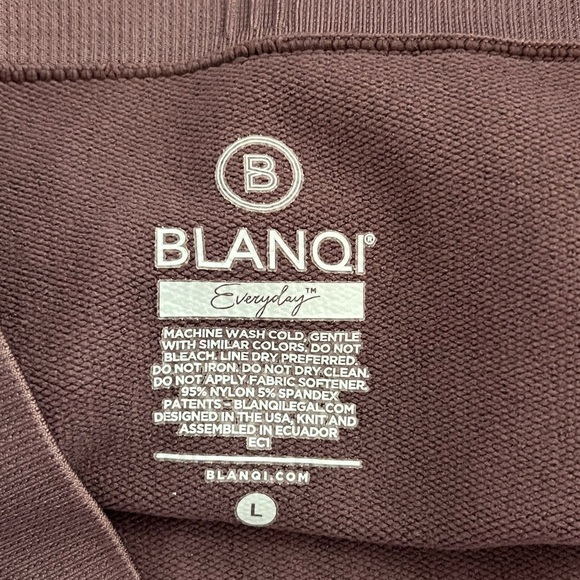 B
BLANQI®
Everyday™
MACHINE WASH COLD, GENTLE
WITH SIMILAR COLORS. DO NOT
BLEACH. LINE DRY PREFERRED.
DO NOT IRON. DO NOT DRY CLEAN.
DO NOT APPLY FABRIC SOFTENER.
95% NYLON 5% SPANDEX
PATENTS – BLANQILEGAL.COM
DESIGNED IN THE USA, KNIT AND
ASSEMBLED IN ECUADOR
EC1
BLANQI.COM
L